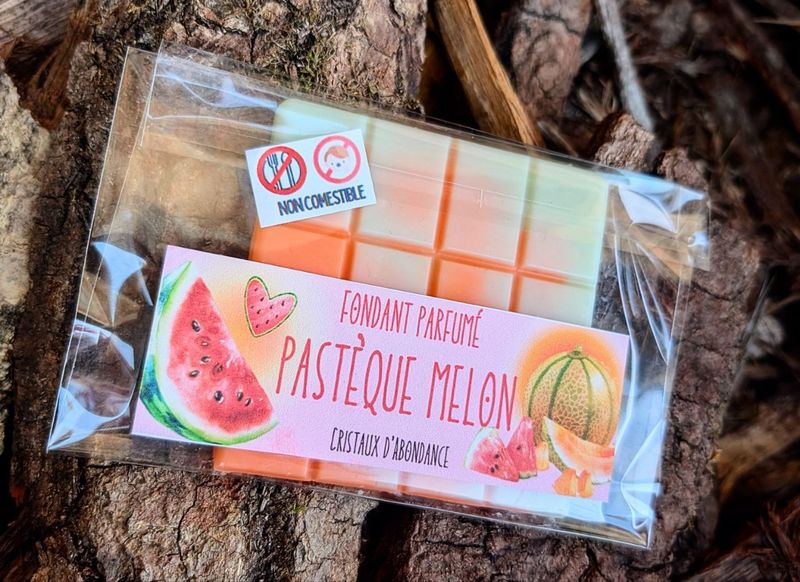 NON COMESTIBLE
FONDANT PARFUMÉ
PASTÈQUE MELON
CRISTAUX D'ABONDANCE